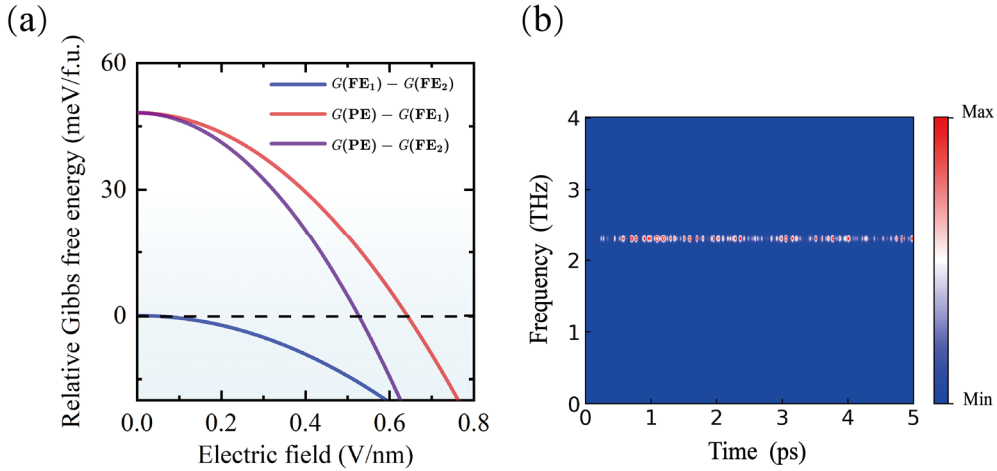 (a)
Relative Gibbs free energy (meV/f.u.)
60
30
0
G(FE₁) − G(FE₂)
G(PE) − G(FE₁)
G(PE) − G(FE₂)
0.0 0.2 0.4 0.6 0.8
Electric field (V/nm)
(b)
Frequency (THz)
4
3
2
1
0
0 1 2 3 4 5
Time (ps)
Max
Min